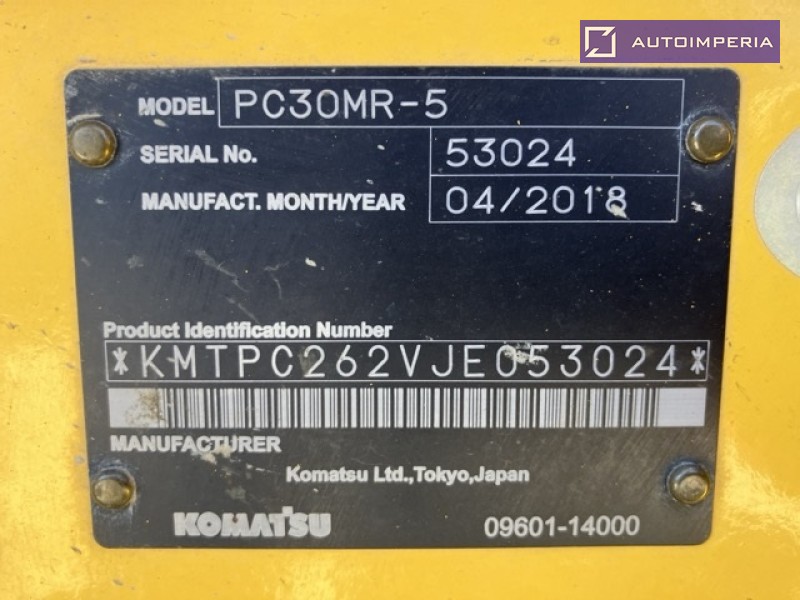 AUTOIMPERIA
MODEL PC30MR-5
SERIAL No. 53024
MANUFACT. MONTH/YEAR 04/2018
Product Identification Number
*KMTPC262VJE053024*
MANUFACTURER
Komatsu Ltd.,Tokyo,Japan
KOMATSU 09601-14000